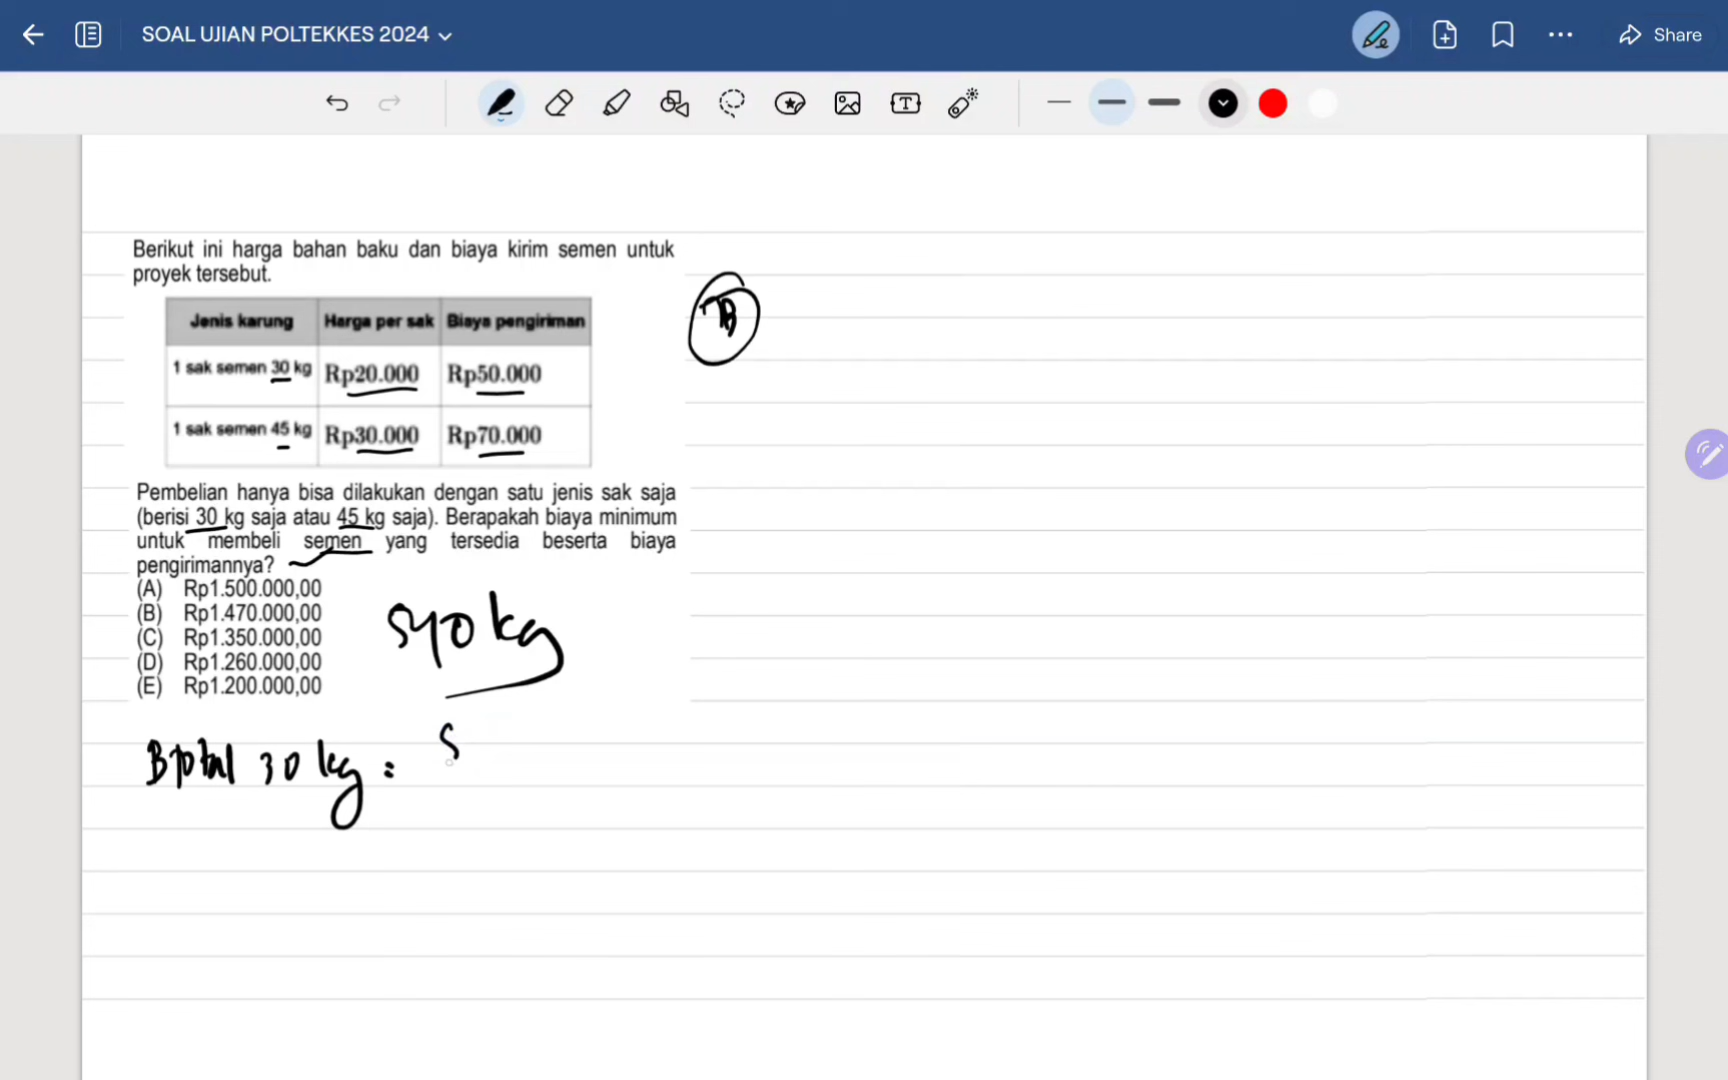 SOAL UJIAN POLTEKKES 2024
Share
Berikut ini harga bahan baku dan biaya kirim semen untuk
proyek tersebut.
Jenis karung Harga per sak Biaya pengiriman
1 sak semen 30 kg Rp20.000 Rp50.000
1 sak semen 45 kg Rp30.000 Rp70.000
Pembelian hanya bisa dilakukan dengan satu jenis sak saja
(berisi 30 kg saja atau 45 kg saja). Berapakah biaya minimum
untuk membeli semen yang tersedia beserta biaya
pengirimannya?
(A) Rp1.500.000,00
(B) Rp1.470.000,00
(C) Rp1.350.000,00
(D) Rp1.260.000,00
(E) Rp1.200.000,00
540 kg
B total 30 kg =